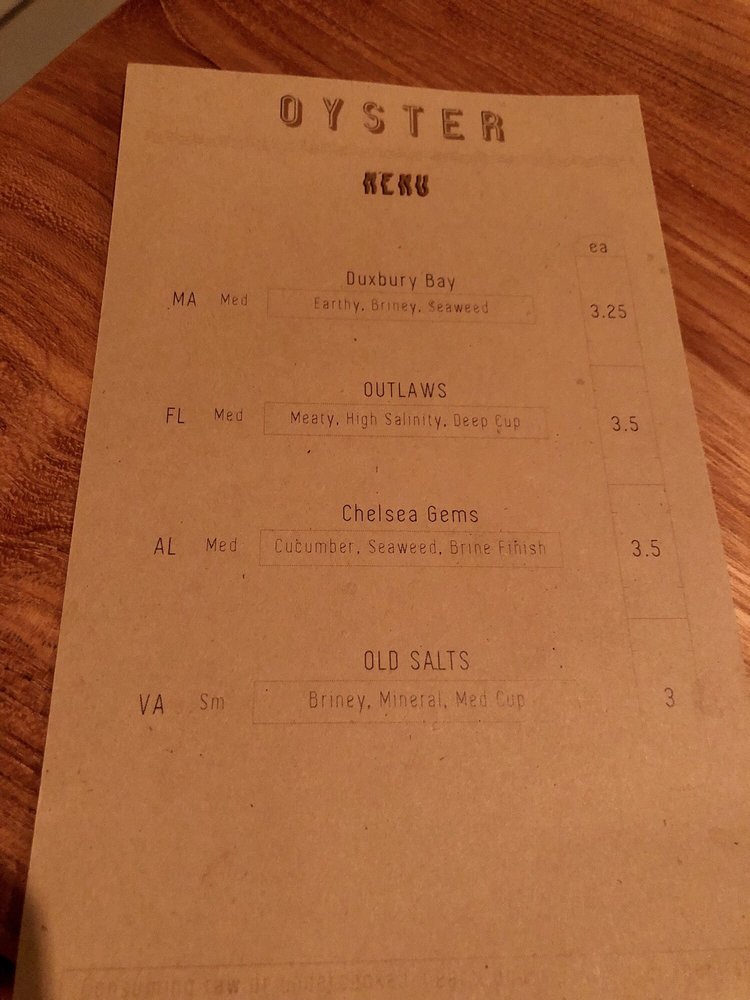 OYSTER
MENU
ea
Duxbury Bay
MA Med Earthy, Briney, Seaweed 3.25
OUTLAWS
FL Med Meaty, High Salinity, Deep Cup 3.5
Chelsea Gems
AL Med Cucumber, Seaweed, Brine Finish 3.5
OLD SALTS
VA Sm Briney, Mineral, Med Cup 3